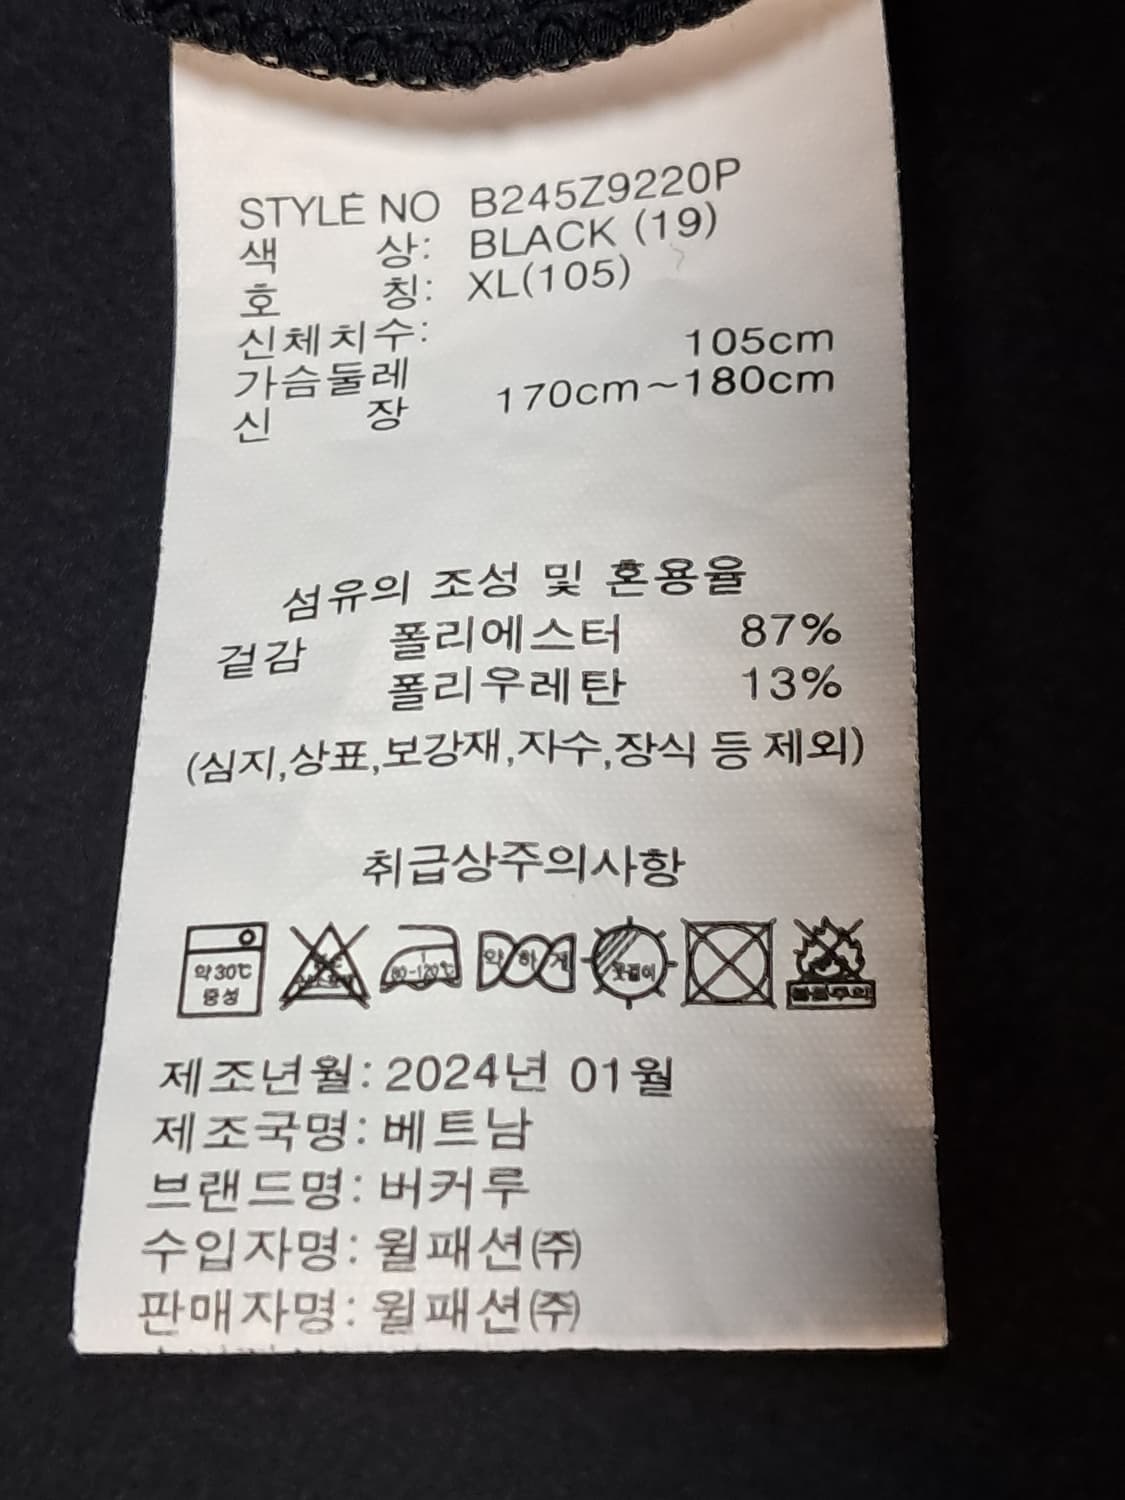 STYLE NO B245Z9220P
색 상: BLACK (19)
호 칭: XL(105)
신체치수:
가슴둘레 105cm
신 장 170cm~180cm
섬유의 조성 및 혼용율
겉감 폴리에스터 87%
폴리우레탄 13%
(심지,상표,보강재,자수,장식 등 제외)
취급상주의사항
약 30℃
중성
80-120℃
약하게
옷걸이
제조년월: 2024년 01월
제조국명: 베트남
브랜드명: 버커루
수입자명: 윌패션㈜
판매자명: 윌패션㈜